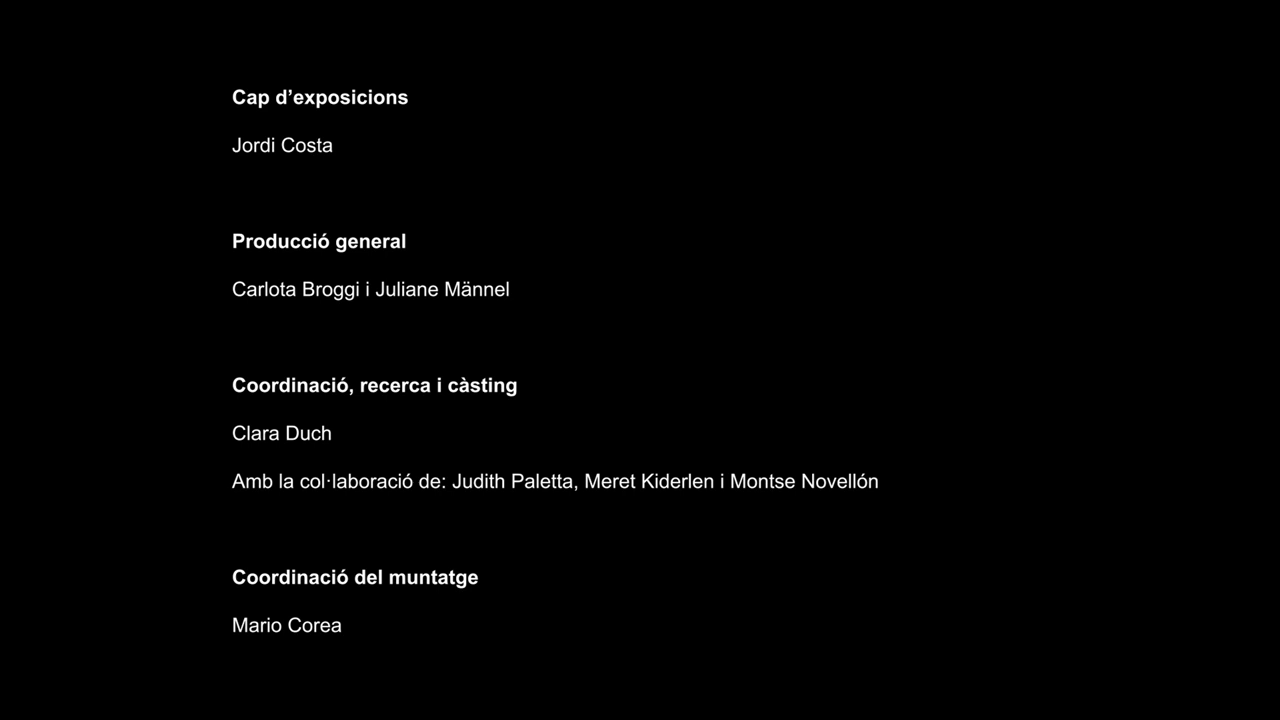 Cap d’exposicions
Jordi Costa
Producció general
Carlota Broggi i Juliane Männel
Coordinació, recerca i càsting
Clara Duch
Amb la col·laboració de: Judith Paletta, Meret Kiderlen i Montse Novellón
Coordinació del muntatge
Mario Corea